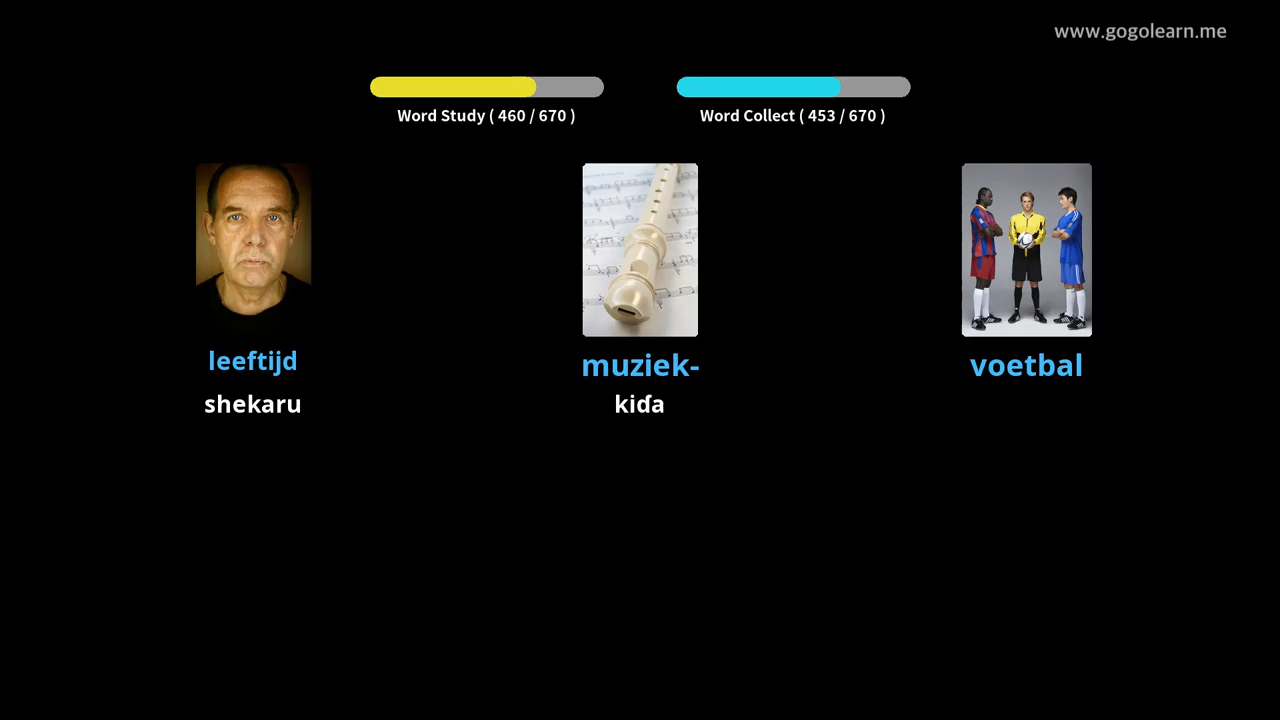 www.gogolearn.me
Word Study ( 460 / 670 )
Word Collect ( 453 / 670 )
leeftijd
muziek-
voetbal
shekaru
kiɗa